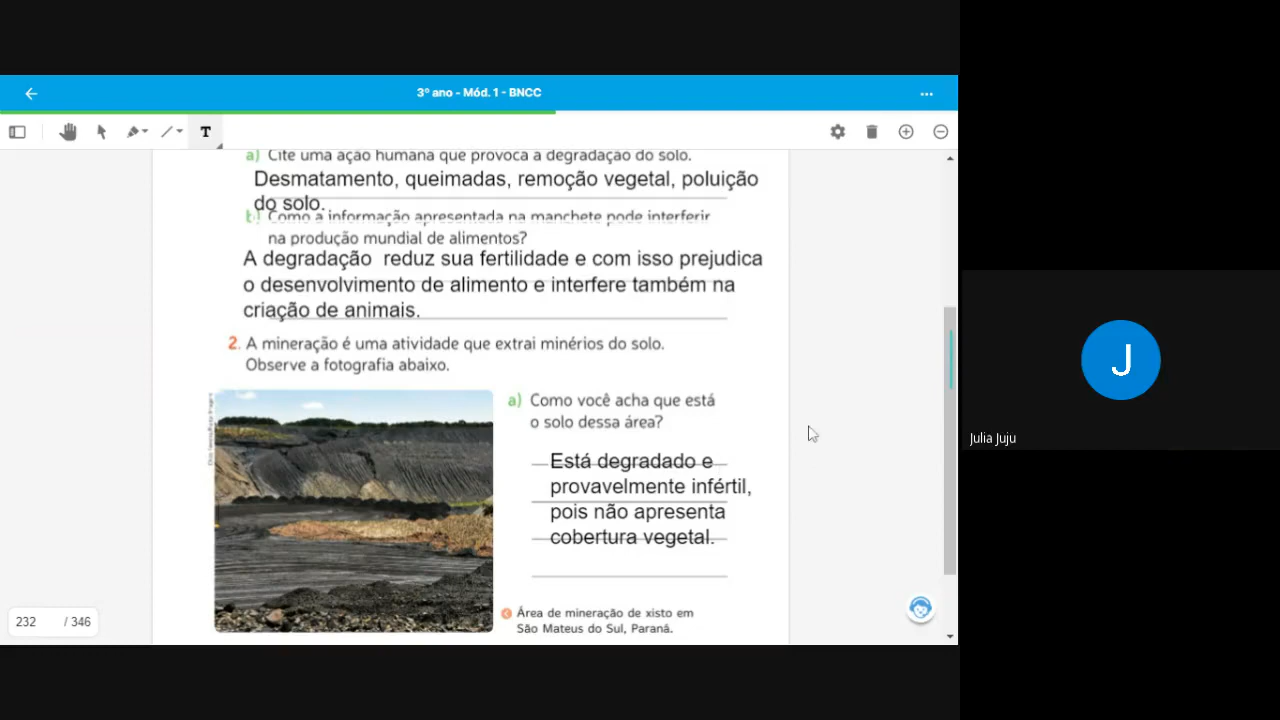 3º ano - Mód. 1 - BNCC
T
a) Cite uma ação humana que provoca a degradação do solo.
Desmatamento, queimadas, remoção vegetal, poluição
do solo.
b) Como a informação apresentada na manchete pode interferir
na produção mundial de alimentos?
A degradação reduz sua fertilidade e com isso prejudica
o desenvolvimento de alimento e interfere também na
criação de animais.
2. A mineração é uma atividade que extrai minérios do solo.
Observe a fotografia abaixo.
a) Como você acha que está
o solo dessa área?
Está degradado e
provavelmente infértil,
pois não apresenta
cobertura vegetal.
Área de mineração de xisto em
São Mateus do Sul, Paraná.
232 / 346
J
Julia Juju